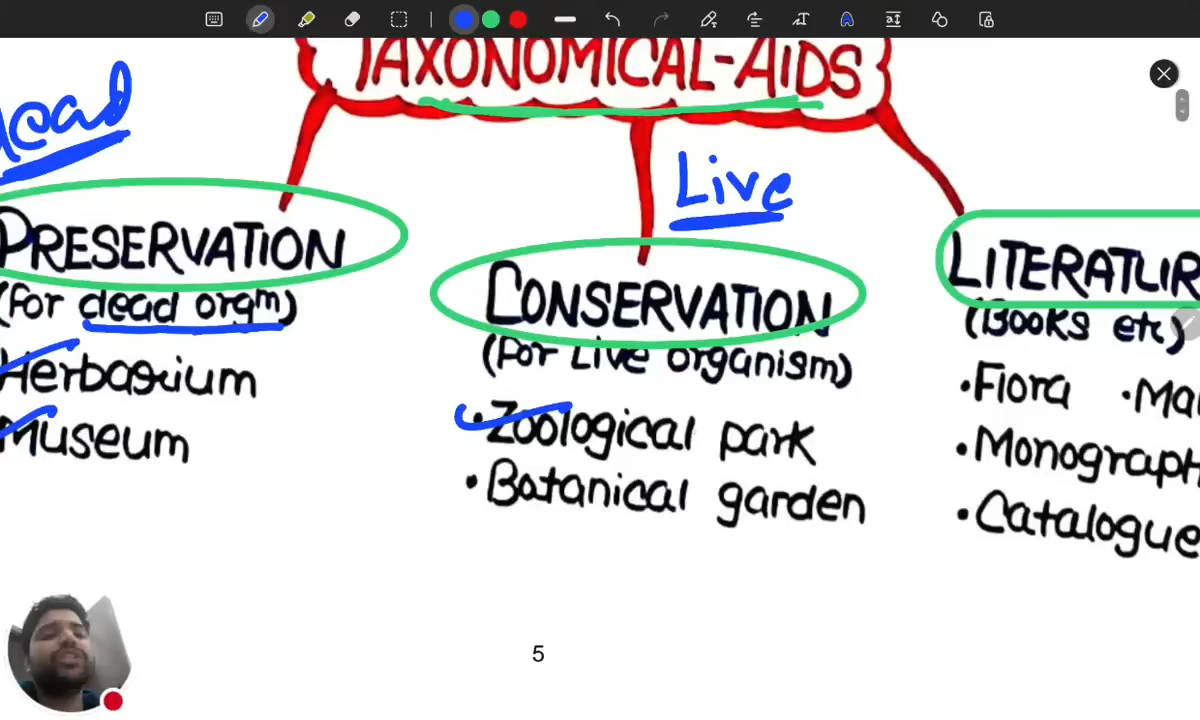 TAXONOMICAL-AIDS
Live
PRESERVATION
(for dead orgm)
Herbarium
Museum
CONSERVATION
(for Live organism)
• Zoological park
• Botanical garden
LITERATUR
(Books etc)
• Flora • Ma
• Monograph
• Catalogue
5